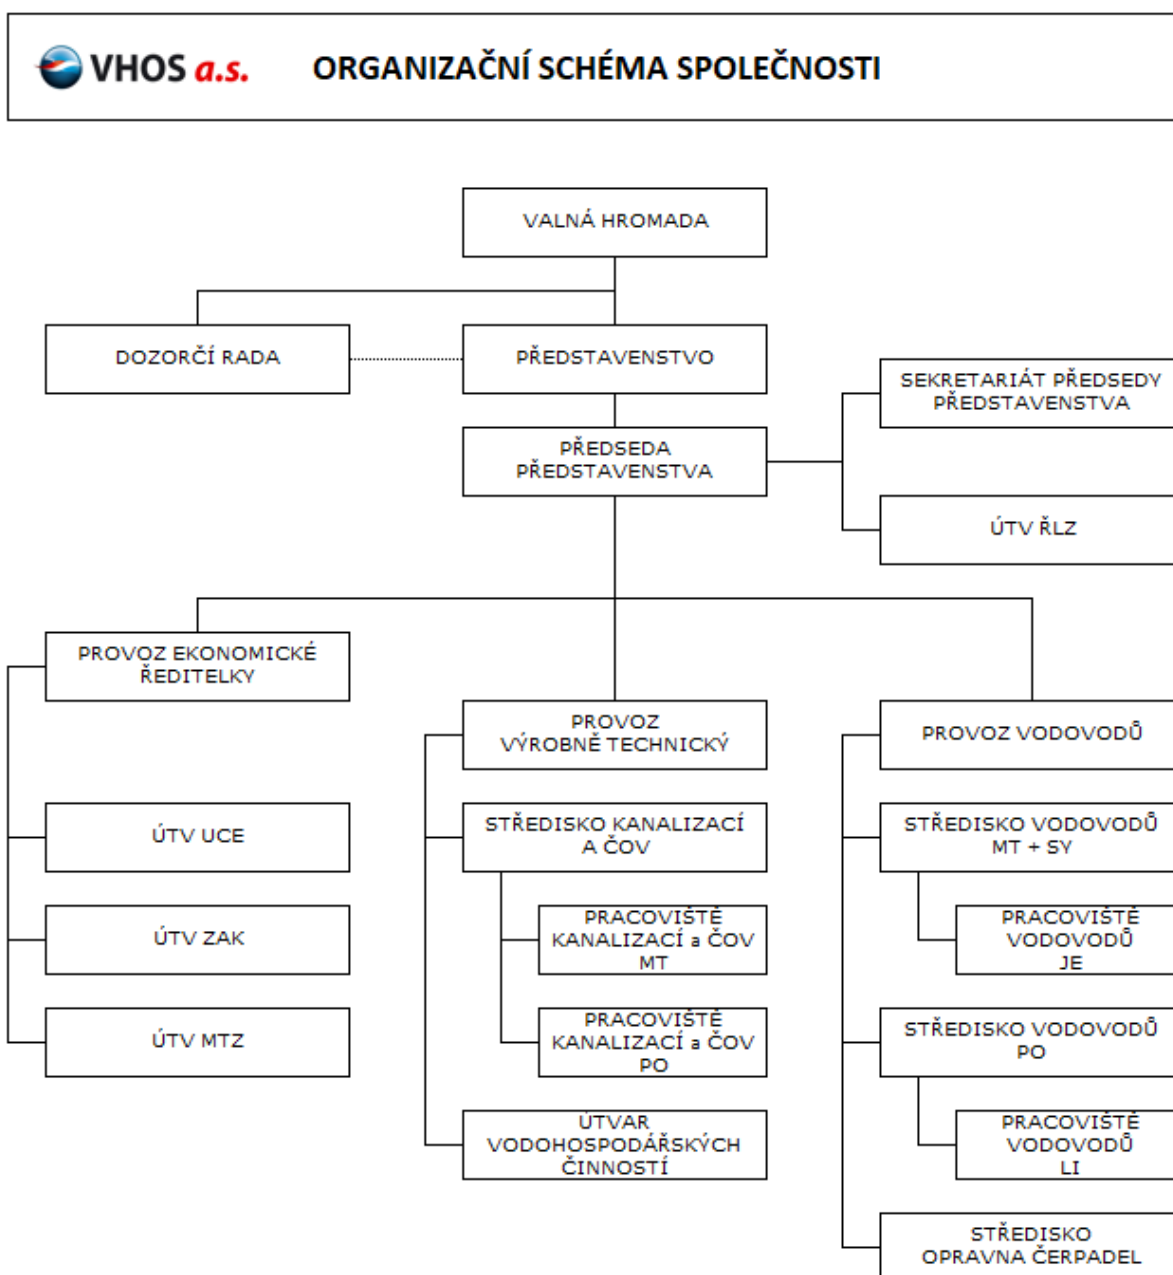 VHOS a.s.
ORGANIZAČNÍ SCHÉMA SPOLEČNOSTI
VALNÁ HROMADA
DOZORČÍ RADA
PŘEDSTAVENSTVO
SEKRETARIÁT PŘEDSEDY
PŘEDSTAVENSTVA
PŘEDSEDA
PŘEDSTAVENSTVA
ÚTV ŘLZ
PROVOZ EKONOMICKÉ
ŘEDITELKY
ÚTV UCE
ÚTV ZAK
ÚTV MTZ
PROVOZ
VÝROBNĚ TECHNICKÝ
STŘEDISKO KANALIZACÍ
A ČOV
PRACOVIŠTĚ
KANALIZACÍ a ČOV
MT
PRACOVIŠTĚ
KANALIZACÍ a ČOV
PO
ÚTVAR
VODOHOSPODÁŘSKÝCH
ČINNOSTÍ
PROVOZ VODOVODŮ
STŘEDISKO VODOVODŮ
MT + SY
PRACOVIŠTĚ
VODOVODŮ
JE
STŘEDISKO VODOVODŮ
PO
PRACOVIŠTĚ
VODOVODŮ
LI
STŘEDISKO
OPRAVNA ČERPADEL